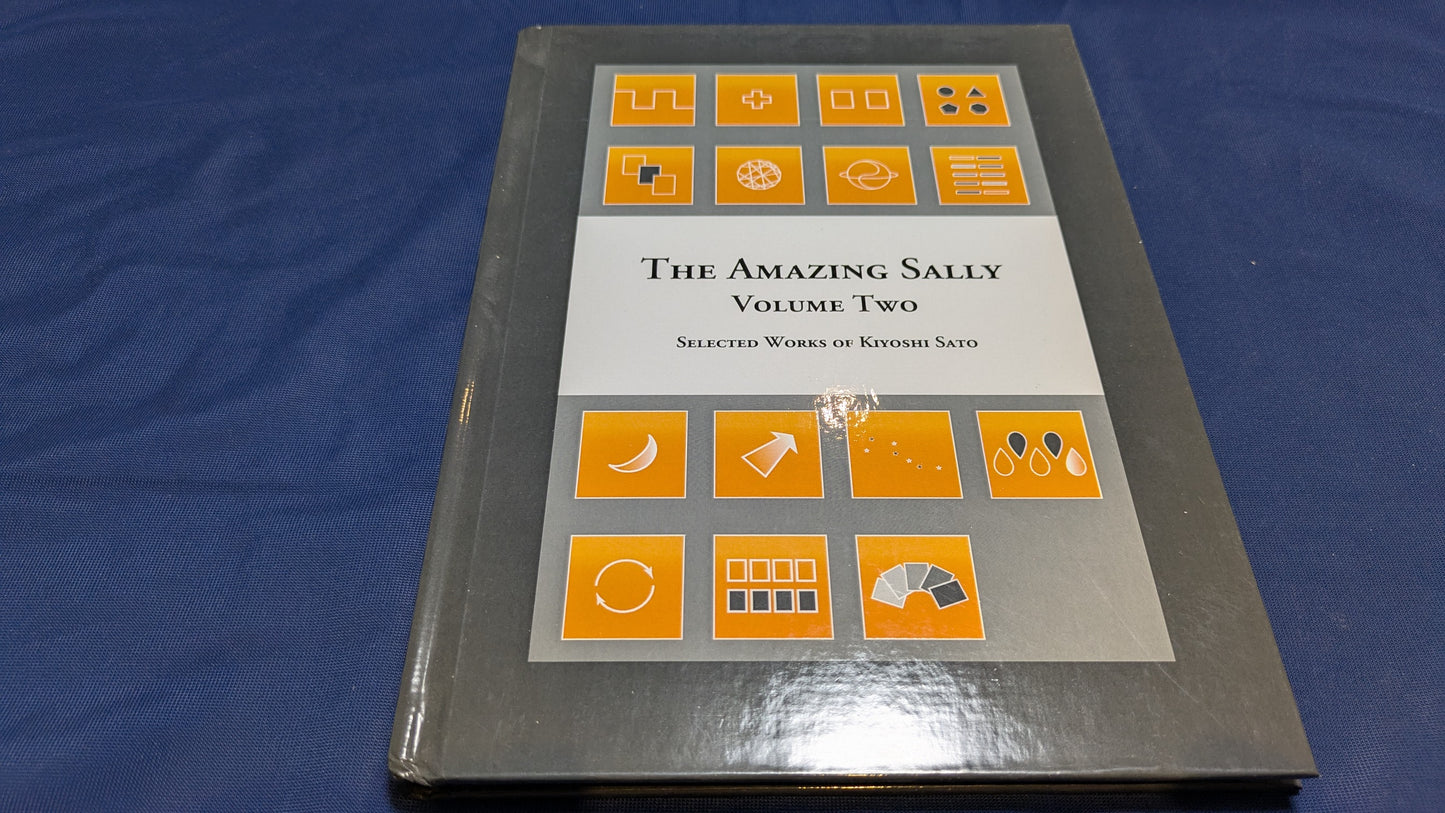 The Amazing Sally
Volume Two
Selected Works of Kiyoshi Sato